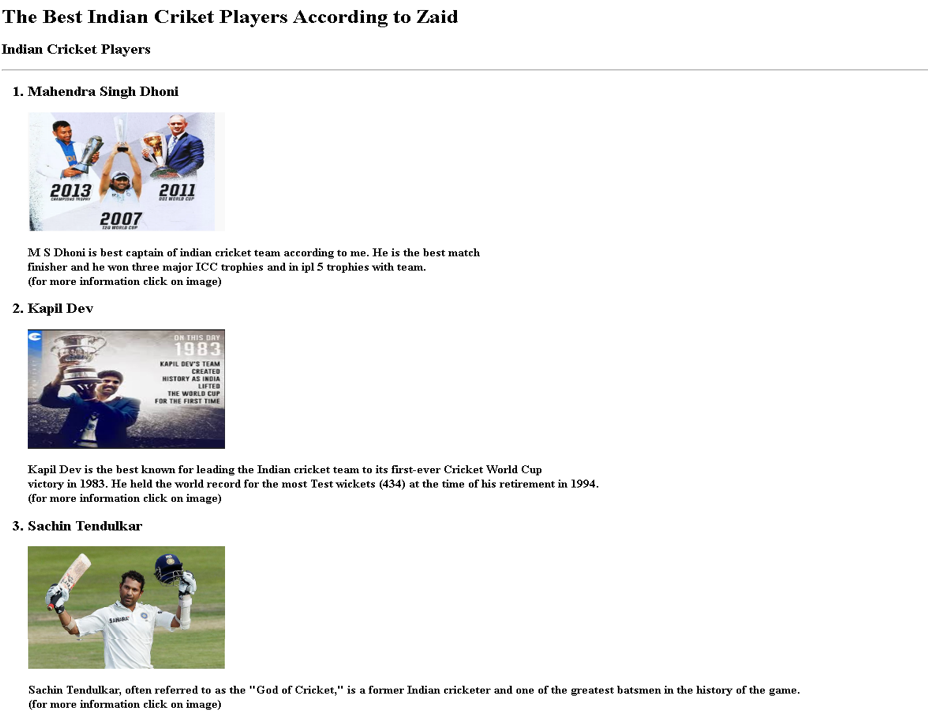 The Best Indian Criket Players According to Zaid
Indian Cricket Players
1. Mahendra Singh Dhoni
2013
CHAMPIONS TROPHY
2011
ODI WORLD CUP
2007
T20 WORLD CUP
M S Dhoni is best captain of indian cricket team according to me. He is the best match
finisher and he won three major ICC trophies and in ipl 5 trophies with team.
(for more information click on image)
2. Kapil Dev
ON THIS DAY
1983
KAPIL DEV'S TEAM
CREATED
HISTORY AS INDIA
LIFTED
THE WORLD CUP
FOR THE FIRST TIME
Kapil Dev is the best known for leading the Indian cricket team to its first-ever Cricket World Cup
victory in 1983. He held the world record for the most Test wickets (434) at the time of his retirement in 1994.
(for more information click on image)
3. Sachin Tendulkar
SAHARA
Sachin Tendulkar, often referred to as the "God of Cricket," is a former Indian cricketer and one of the greatest batsmen in the history of the game.
(for more information click on image)